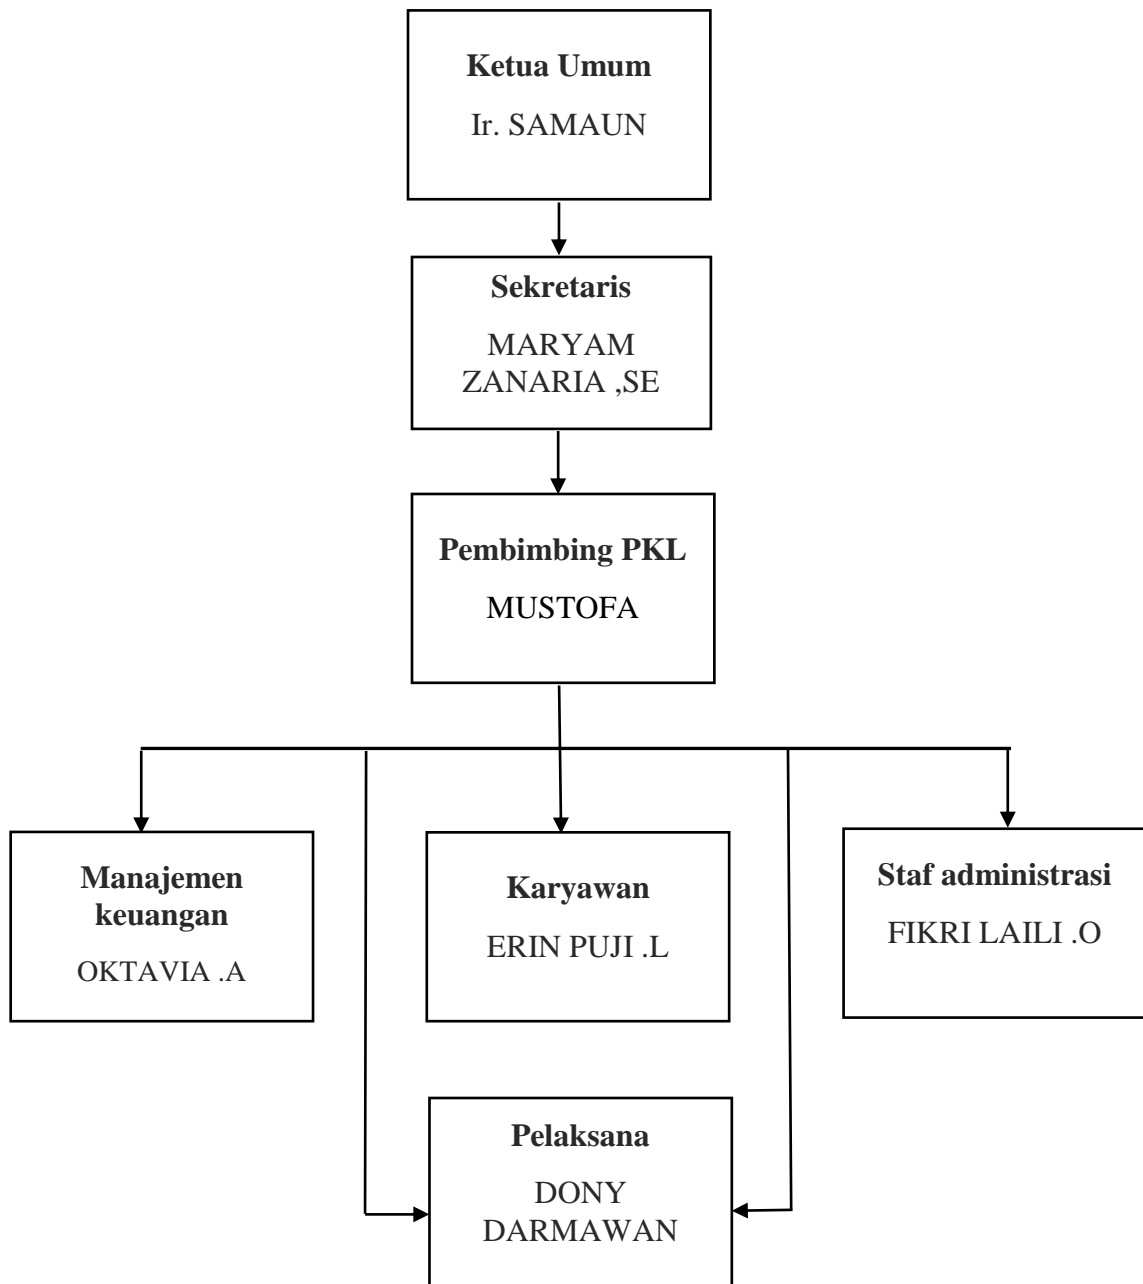 Ketua Umum
Ir. SAMAUN
Sekretaris
MARYAM
ZANARIA ,SE
Pembimbing PKL
MUSTOFA
Manajemen
keuangan
OKTAVIA .A
Karyawan
ERIN PUJI .L
Staf administrasi
FIKRI LAILI .O
Pelaksana
DONY
DARMAWAN